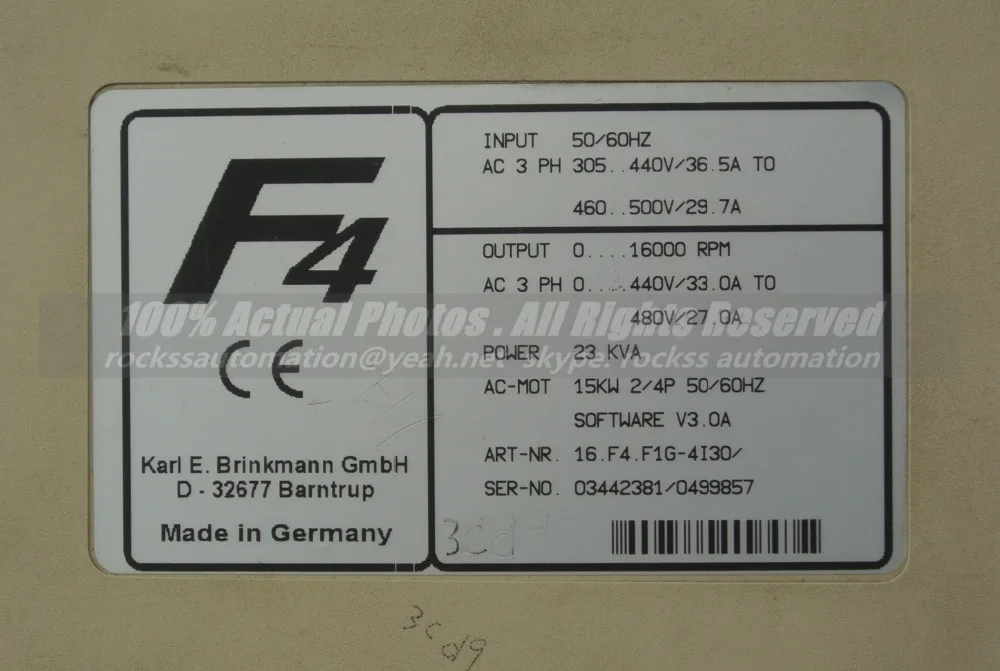 F4
CE
Karl E. Brinkmann GmbH
D - 32677 Barntrup
Made in Germany
INPUT 50/60HZ
AC 3 PH 305..440V/36.5A TO
460..500V/29.7A
OUTPUT 0....16000 RPM
AC 3 PH 0....440V/33.0A TO
480V/27.0A
POWER 23 KVA
AC-MOT 15KW 2/4P 50/60HZ
SOFTWARE V3.0A
ART-NR. 16.F4.F1G-4I30/
SER-NO. 03442381/0499857
100% Actual Photos . All Rights Reserved
rockssautomation@yeah.net - skype:rockss automation
3cd9